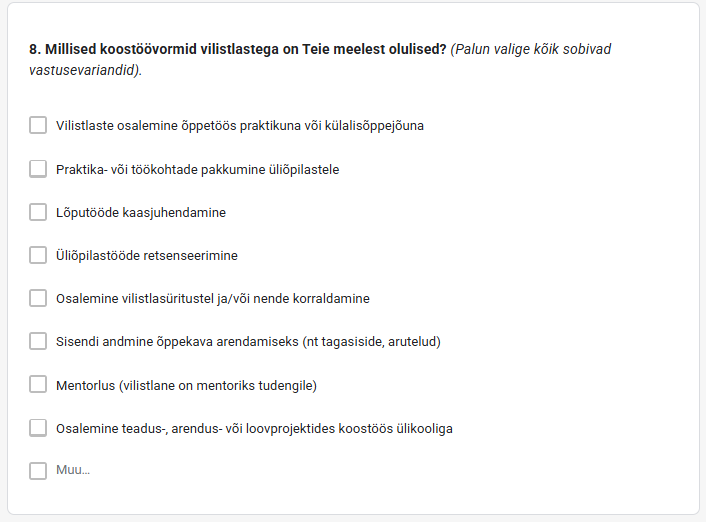 8. Millised koostöövormid vilistlastega on Teie meelest olulised? (Palun valige kõik sobivad
vastusevariandid).
Vilistlaste osalemine õppetöös praktikuna või külalisõppejõuna
Praktika- või töökohtade pakkumine üliõpilastele
Lõputööde kaasjuhendamine
Üliõpilastööde retsenseerimine
Osalemine vilistlasüritustel ja/või nende korraldamine
Sisendi andmine õppekava arendamiseks (nt tagasiside, arutelud)
Mentorlus (vilistlane on mentoriks tudengile)
Osalemine teadus-, arendus- või loovprojektides koostöös ülikooliga
Muu...